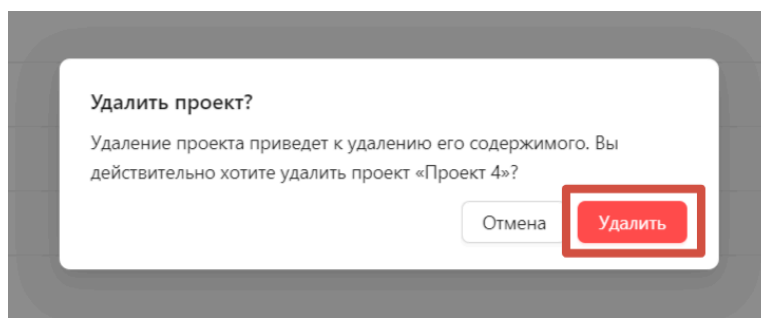 Удалить проект?
Удаление проекта приведет к удалению его содержимого. Вы
действительно хотите удалить проект «Проект 4»?
Отмена Удалить